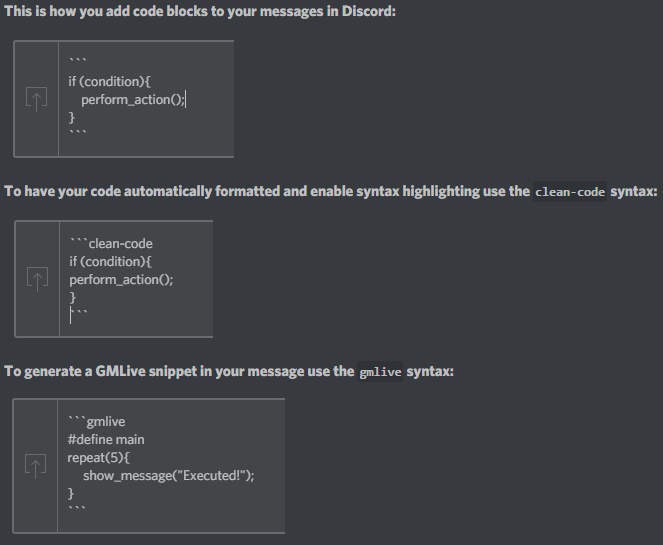 This is how you add code blocks to your messages in Discord:
```
if (condition){
    perform_action();
}
```
To have your code automatically formatted and enable syntax highlighting use the clean-code syntax:
```clean-code
if (condition){
perform_action();
}
```
To generate a GMLive snippet in your message use the gmlive syntax:
```gmlive
#define main
repeat(5){
    show_message("Executed!");
}
```